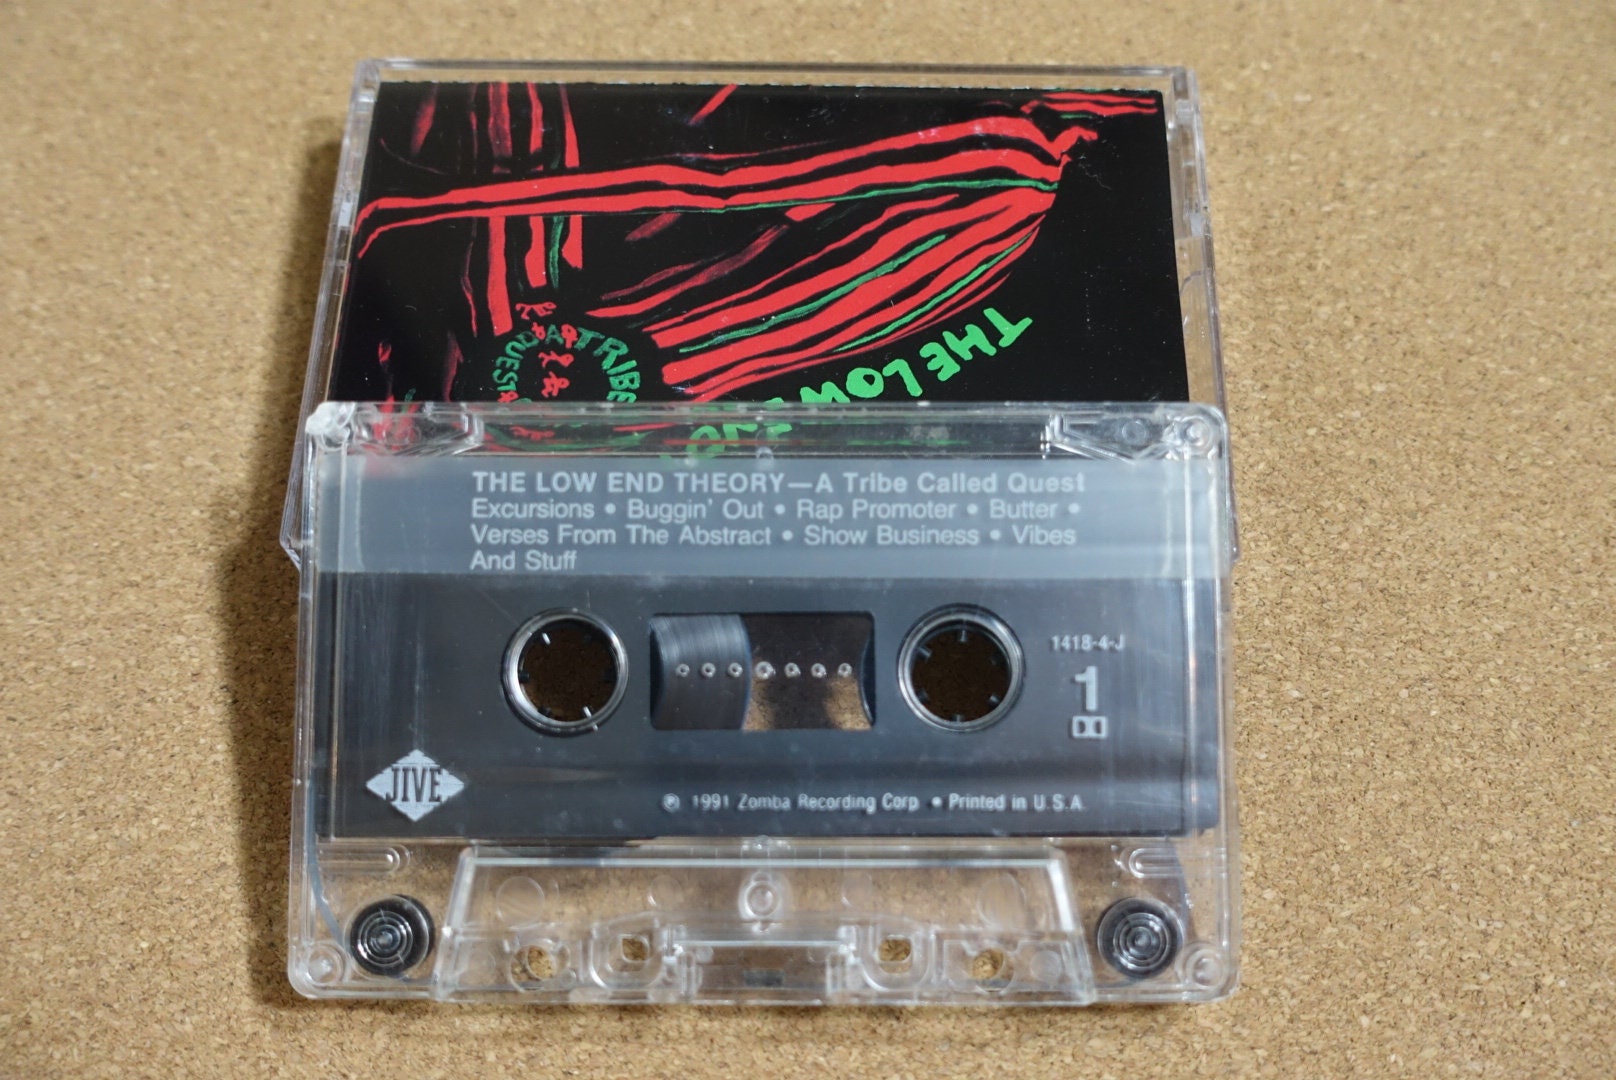 A TRIBE
QUEST
THE LOW
END
THE LOW END THEORY—A Tribe Called Quest
Excursions • Buggin' Out • Rap Promoter • Butter •
Verses From The Abstract • Show Business • Vibes
And Stuff
1418-4-J
1
JIVE
℗ 1991 Zomba Recording Corp • Printed in U.S.A.